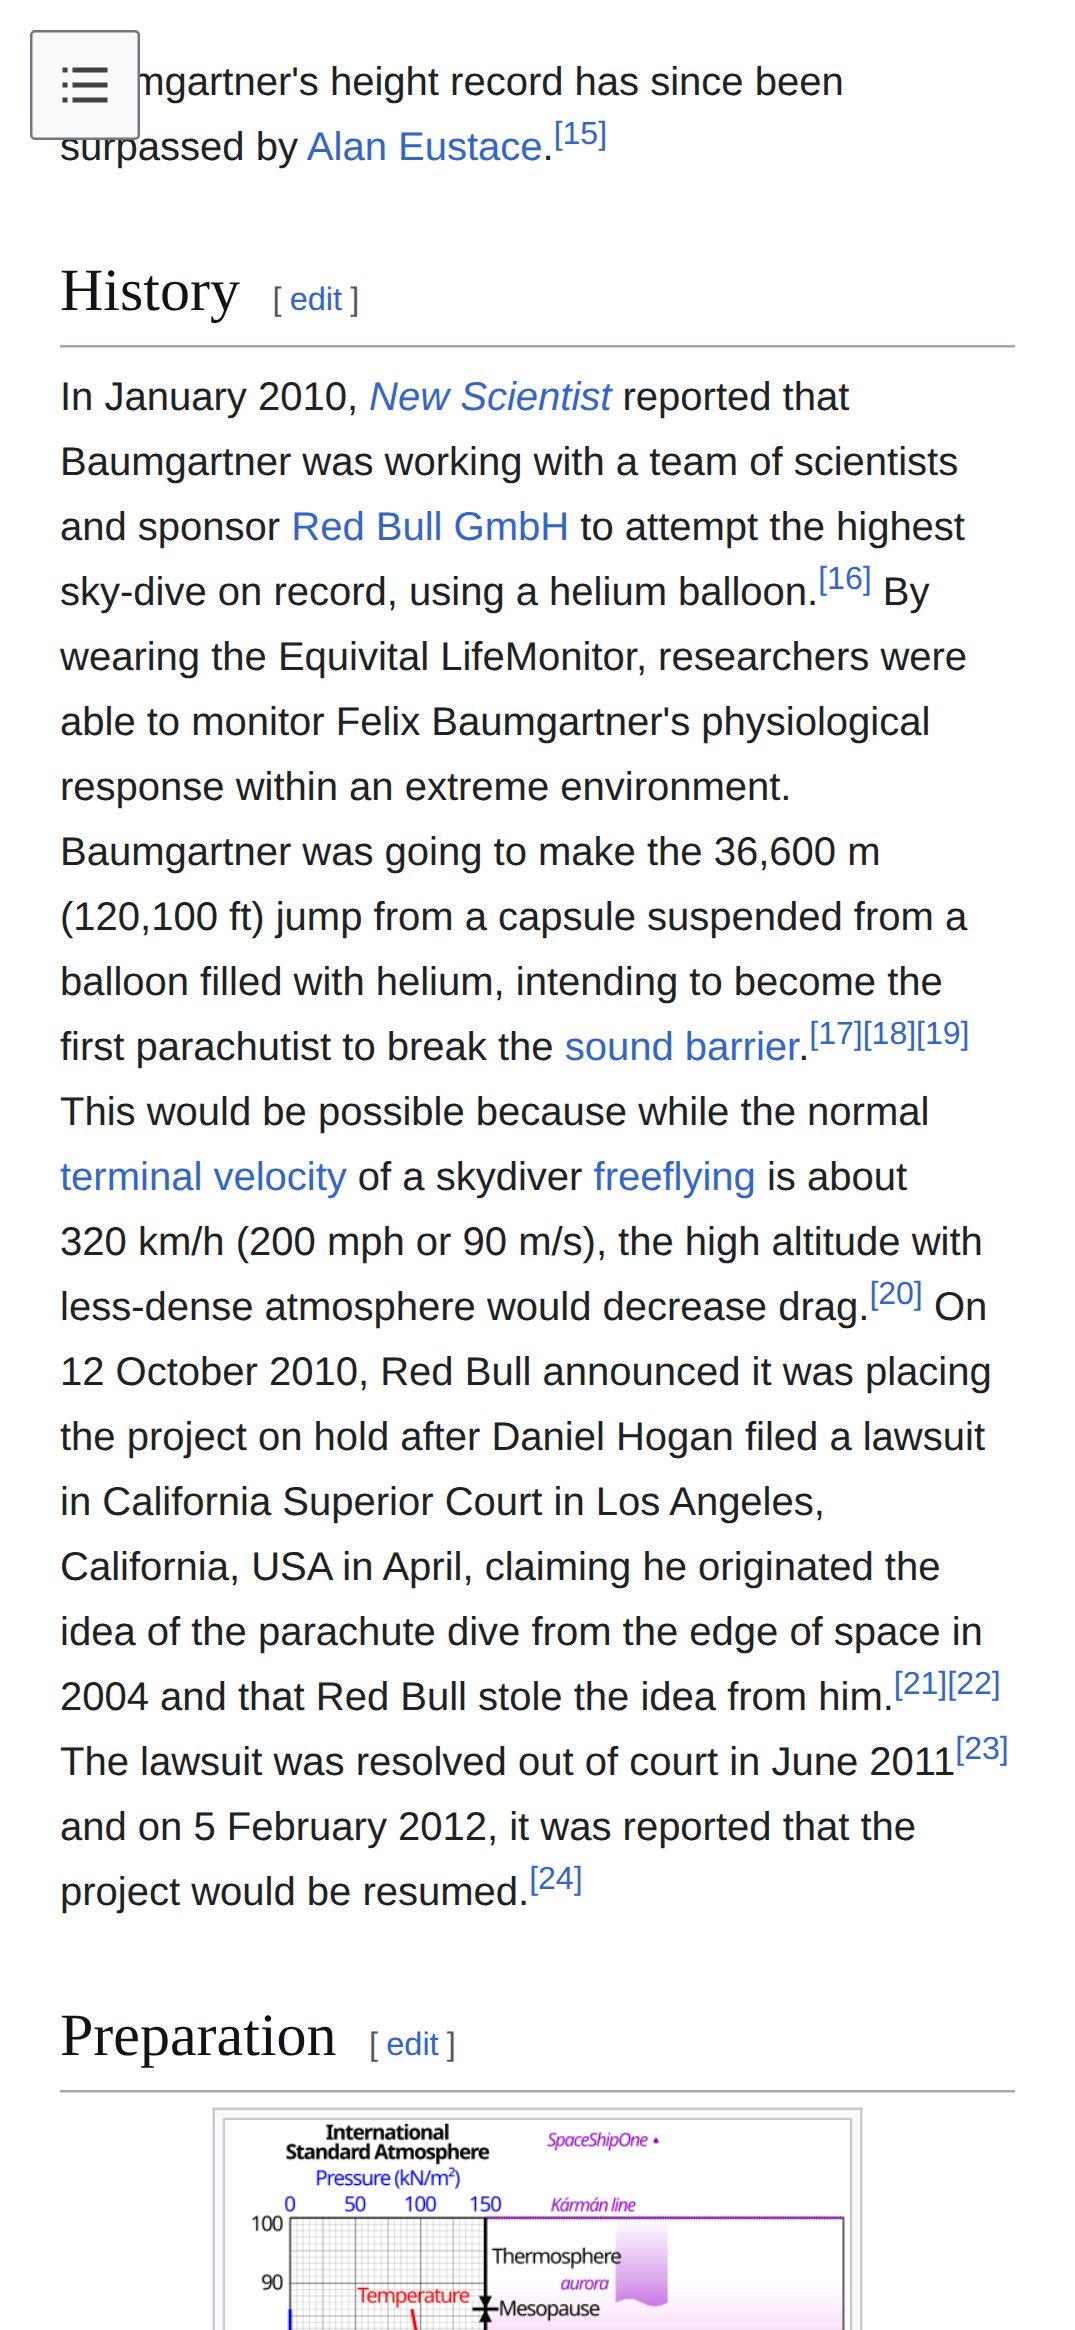 mgartner's height record has since been
surpassed by Alan Eustace.[15]
History [ edit ]
In January 2010, New Scientist reported that
Baumgartner was working with a team of scientists
and sponsor Red Bull GmbH to attempt the highest
sky-dive on record, using a helium balloon.[16] By
wearing the Equivital LifeMonitor, researchers were
able to monitor Felix Baumgartner's physiological
response within an extreme environment.
Baumgartner was going to make the 36,600 m
(120,100 ft) jump from a capsule suspended from a
balloon filled with helium, intending to become the
first parachutist to break the sound barrier.[17][18][19]
This would be possible because while the normal
terminal velocity of a skydiver freeflying is about
320 km/h (200 mph or 90 m/s), the high altitude with
less-dense atmosphere would decrease drag.[20] On
12 October 2010, Red Bull announced it was placing
the project on hold after Daniel Hogan filed a lawsuit
in California Superior Court in Los Angeles,
California, USA in April, claiming he originated the
idea of the parachute dive from the edge of space in
2004 and that Red Bull stole the idea from him.[21][22]
The lawsuit was resolved out of court in June 2011[23]
and on 5 February 2012, it was reported that the
project would be resumed.[24]
Preparation [ edit ]
International
Standard Atmosphere
SpaceShipOne
Pressure (kN/m²)
0 50 100 150
Kármán line
100
Thermosphere
90
aurora
Temperature
Mesopause